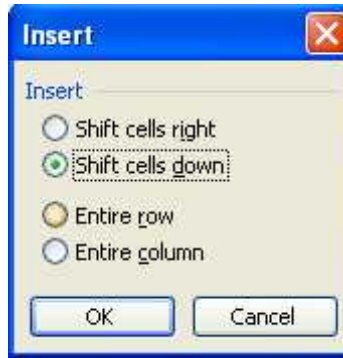 Insert
Insert
Shift cells right
Shift cells down
Entire row
Entire column
OK
Cancel